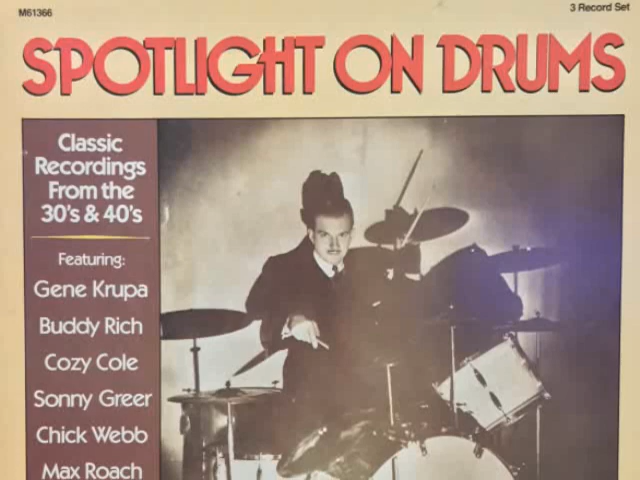 M61366
3 Record Set
SPOTLIGHT ON DRUMS
Classic
Recordings
From the
30's & 40's
Featuring:
Gene Krupa
Buddy Rich
Cozy Cole
Sonny Greer
Chick Webb
Max Roach